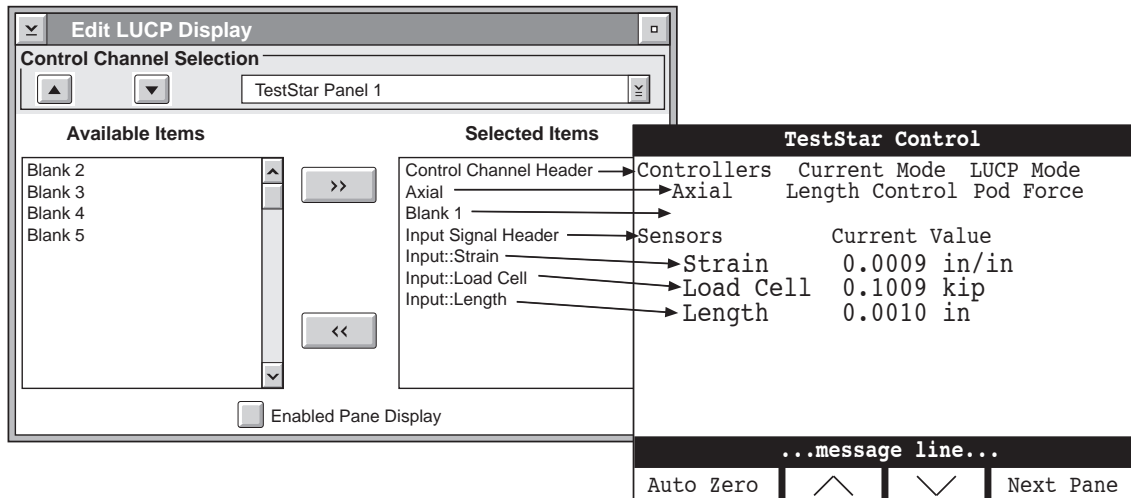 Edit LUCP Display
Control Channel Selection
TestStar Panel 1
Available Items
Selected Items
Blank 2
Blank 3
Blank 4
Blank 5
>>
<<
Control Channel Header
Axial
Blank 1
Input Signal Header
Input::Strain
Input::Load Cell
Input::Length
Enabled Pane Display
TestStar Control
Controllers Current Mode LUCP Mode
Axial Length Control Pod Force
Sensors Current Value
Strain 0.0009 in/in
Load Cell 0.1009 kip
Length 0.0010 in
...message line...
Auto Zero Next Pane